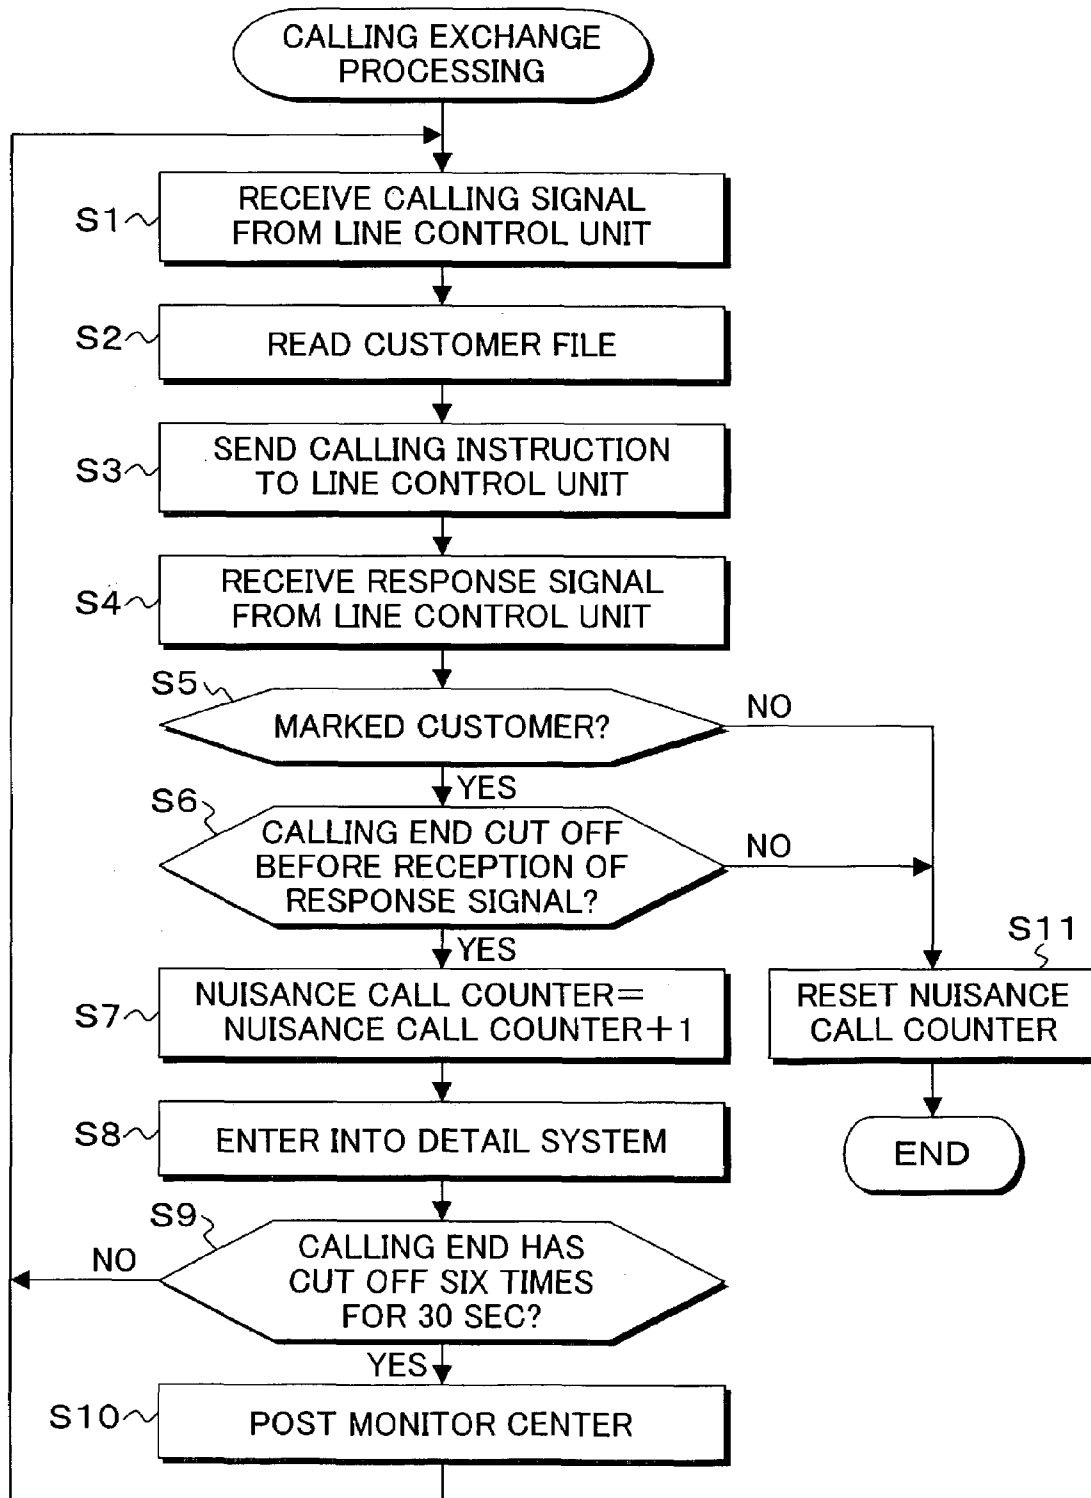 CALLING EXCHANGE
PROCESSING
S1
RECEIVE CALLING SIGNAL
FROM LINE CONTROL UNIT
S2
READ CUSTOMER FILE
S3
SEND CALLING INSTRUCTION
TO LINE CONTROL UNIT
S4
RECEIVE RESPONSE SIGNAL
FROM LINE CONTROL UNIT
S5
MARKED CUSTOMER?
NO
YES
S6
CALLING END CUT OFF
BEFORE RECEPTION OF
RESPONSE SIGNAL?
NO
YES
S7
NUISANCE CALL COUNTER=
NUISANCE CALL COUNTER+1
S11
RESET NUISANCE
CALL COUNTER
END
S8
ENTER INTO DETAIL SYSTEM
S9
NO
CALLING END HAS
CUT OFF SIX TIMES
FOR 30 SEC?
YES
S10
POST MONITOR CENTER